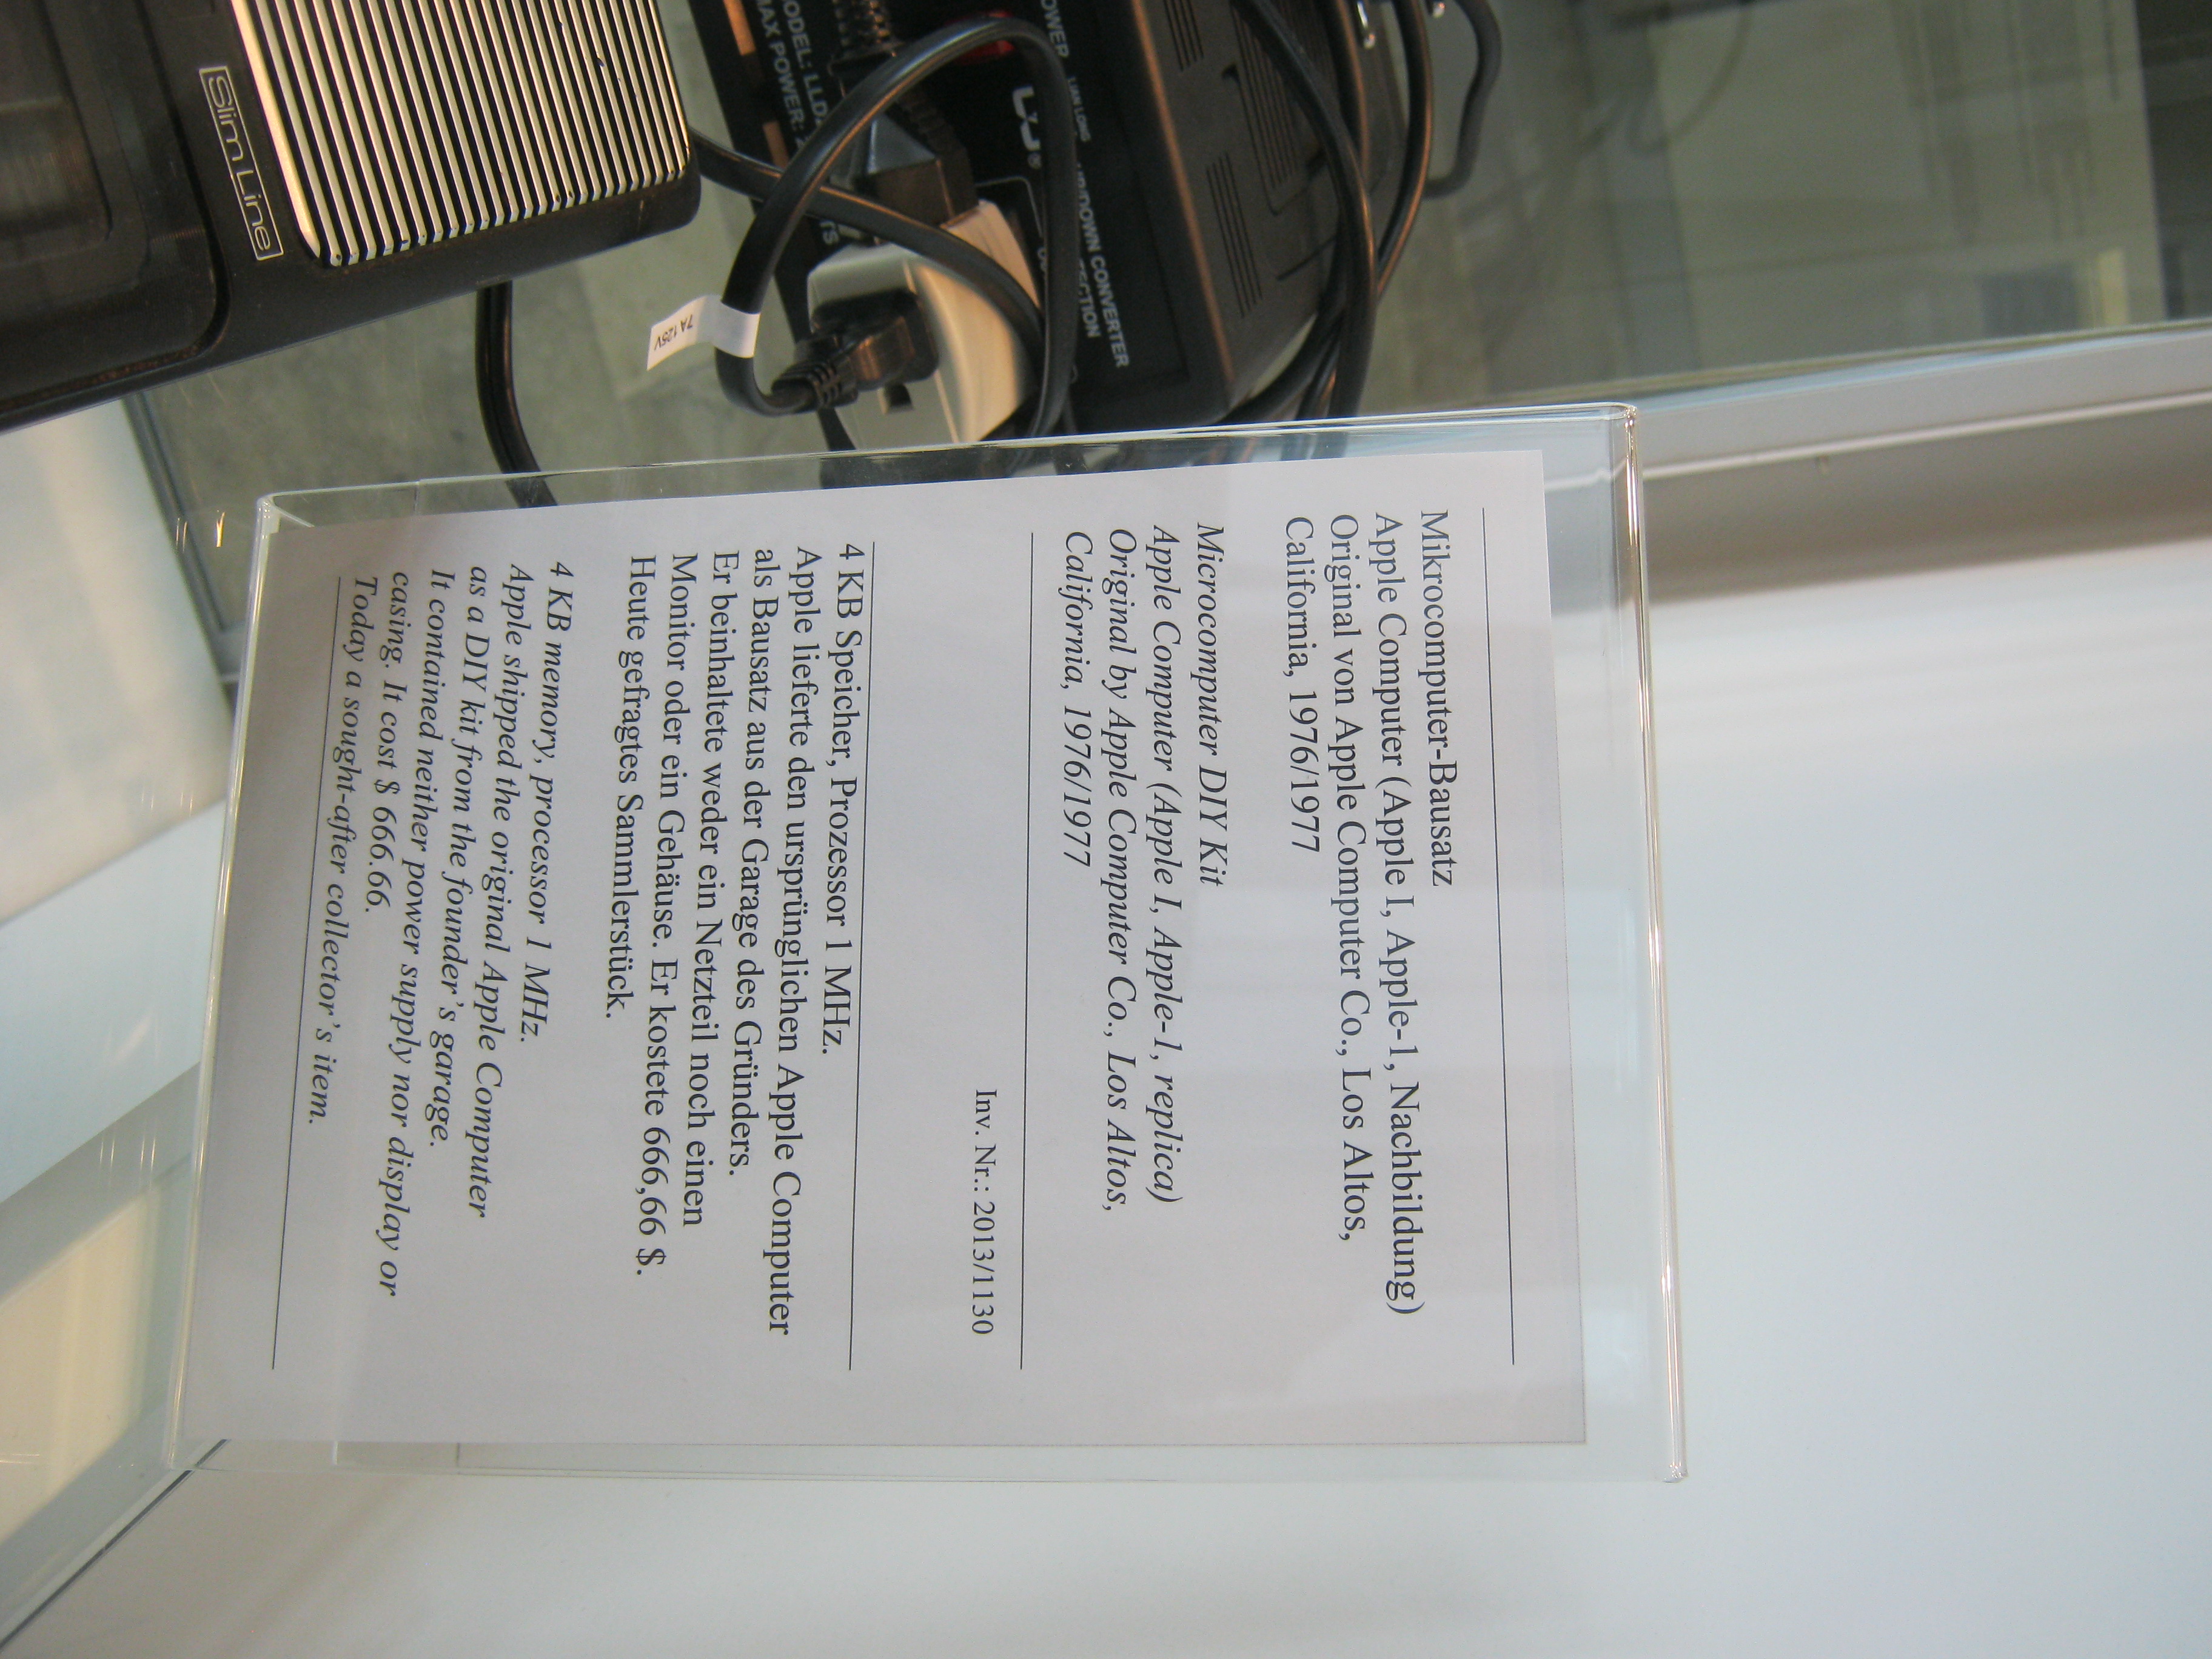 Mikrocomputer-Bausatz
Apple Computer (Apple I, Apple-1, Nachbildung)
Original von Apple Computer Co., Los Altos,
California, 1976/1977
Microcomputer DIY Kit
Apple Computer (Apple I, Apple-1, replica)
Original by Apple Computer Co., Los Altos,
California, 1976/1977
Inv. Nr.: 2013/1130
4 KB Speicher, Prozessor 1 MHz.
Apple lieferte den ursprünglichen Apple Computer
als Bausatz aus der Garage des Gründers.
Er beinhaltete weder ein Netzteil noch einen
Monitor oder ein Gehäuse. Er kostete 666,66 $.
Heute gefragtes Sammlerstück.
4 KB memory, processor 1 MHz.
Apple shipped the original Apple Computer
as a DIY kit from the founder's garage.
It contained neither power supply nor display or
casing. It cost $ 666.66.
Today a sought-after collector's item.
Slim Line
7A 125V
LIAN LONG
DOWN CONVERTER
MAX POWER: